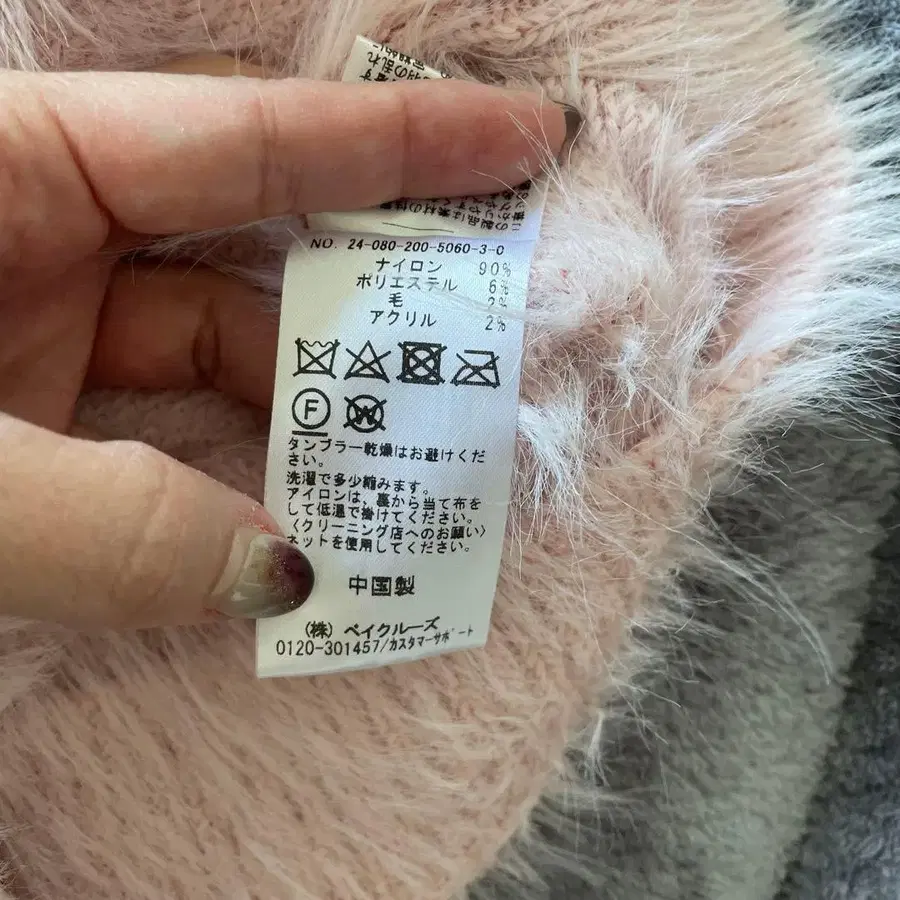 NO. 24-080-200-5060-3-0
ナイロン 90%
ポリエステル 6%
毛 2%
アクリル 2%
F
W
タンブラー乾燥はお避けくだ
さい。
洗濯で多少縮みます。
アイロンは、裏から当て布を
して低温で掛けてください。
〈クリーニング店へのお願い〉
ネットを使用してください。
中国製
(株) ベイクルーズ
0120-301457/カスタマーサポート